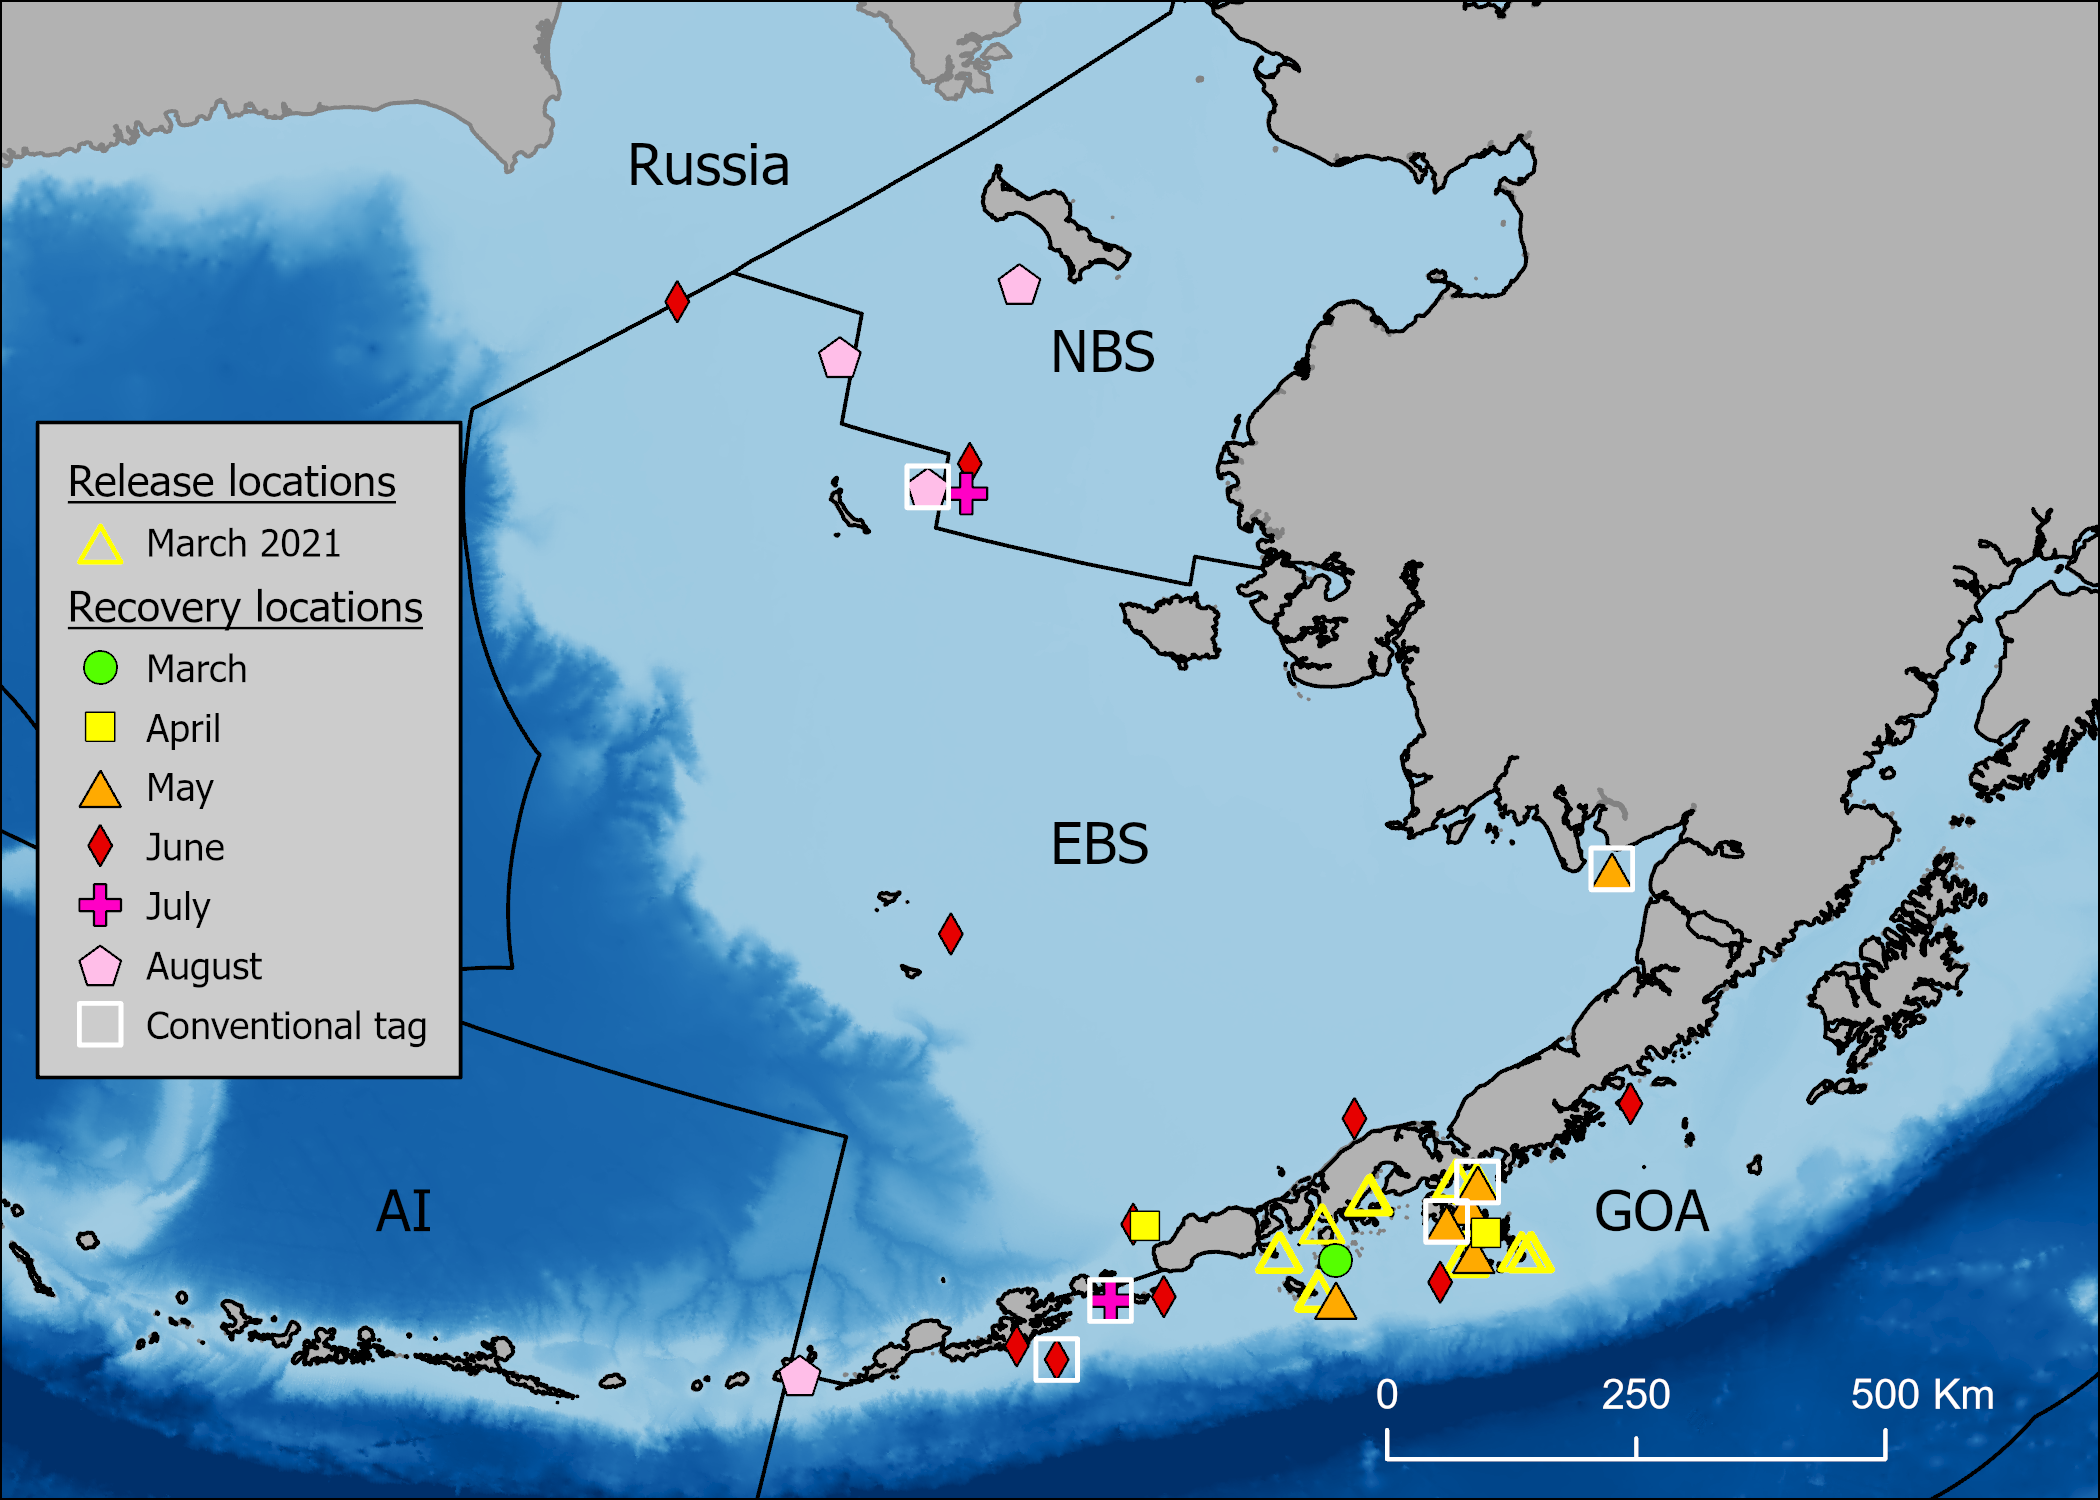 Russia
NBS
Release locations
March 2021
Recovery locations
March
April
May
June
July
August
Conventional tag
EBS
AI
GOA
0 250 500 Km